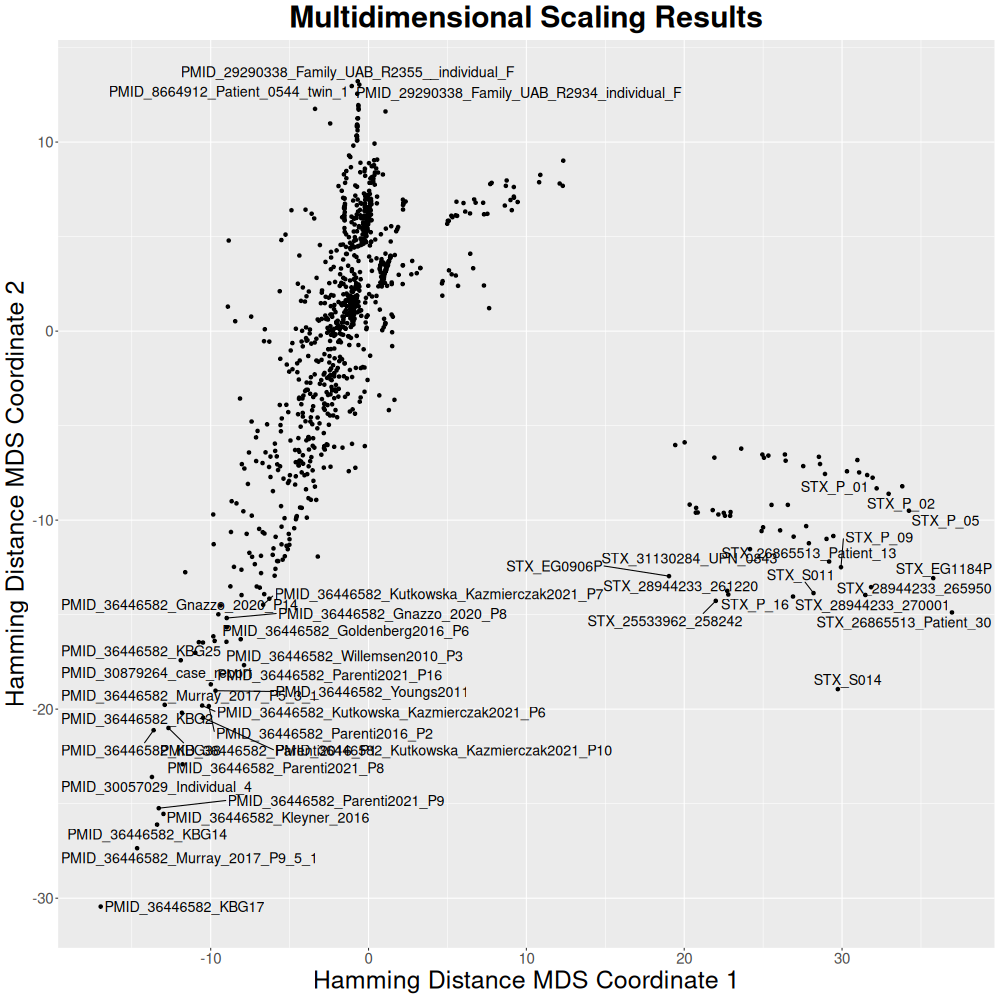 Multidimensional Scaling Results
PMID_29290338_Family_UAB_R2355__individual_F
PMID_8664912_Patient_0544_twin_1
PMID_29290338_Family_UAB_R2934_individual_F
10
0
-10
-20
-30
Hamming Distance MDS Coordinate 2
STX_P_01
STX_P_02
STX_P_05
STX_P_09
STX_26865513_Patient_13
STX_31130284_UPN_0843
STX_EG0906P
STX_EG1184P
STX_S011
STX_28944233_261220
STX_28944233_265950
STX_P_16
STX_28944233_270001
STX_25533962_258242
STX_26865513_Patient_30
STX_S014
PMID_36446582_Kutkowska_Kazmierczak2021_P7
PMID_36446582_Gnazzo_2020_P14
PMID_36446582_Gnazzo_2020_P8
PMID_36446582_Goldenberg2016_P6
PMID_36446582_KBG25
PMID_36446582_Willemsen2010_P3
PMID_30879264_case_report
PMID_36446582_Parenti2021_P16
PMID_36446582_Youngs2011
PMID_36446582_Murray_2017_P5_3_1
PMID_36446582_Kutkowska_Kazmierczak2021_P6
PMID_36446582_Parenti2016_P2
PMID_36446582_Kutkowska_Kazmierczak2021_P10
PMID_36446582_Parenti2021_P8
PMID_30057029_Individual_4
PMID_36446582_Parenti2021_P9
PMID_36446582_Kleyner_2016
PMID_36446582_KBG14
PMID_36446582_Murray_2017_P9_5_1
PMID_36446582_KBG17
-10
0
10
20
30
Hamming Distance MDS Coordinate 1